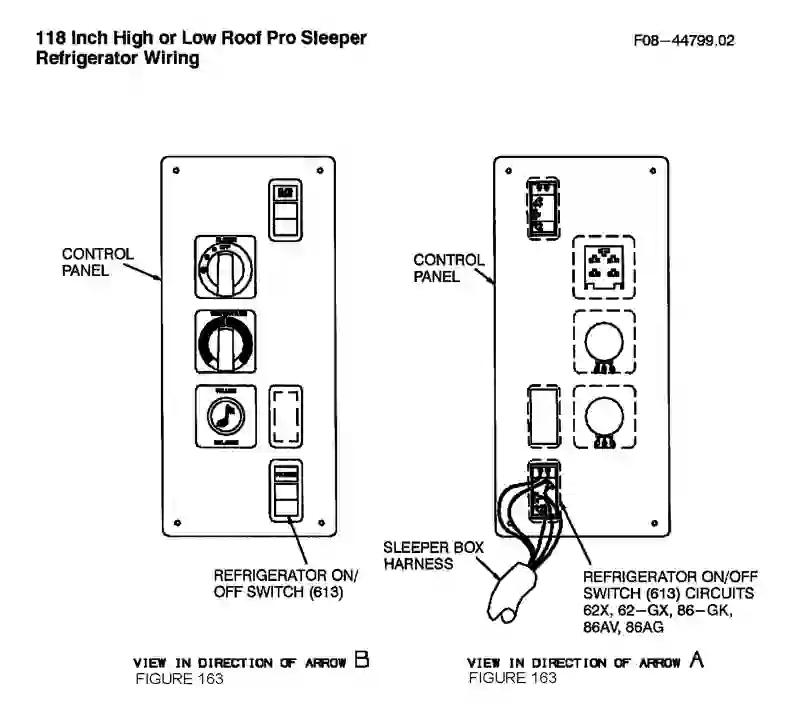 118 Inch High or Low Roof Pro Sleeper
Refrigerator Wiring
F08-44799.02
CONTROL
PANEL
CONTROL
PANEL
REFRIGERATOR ON/
OFF SWITCH (613)
SLEEPER BOX
HARNESS
REFRIGERATOR ON/OFF
SWITCH (613) CIRCUITS
62X, 62-GX, 86-GK,
86AV, 86AG
VIEW IN DIRECTION OF ARROW B
FIGURE 163
VIEW IN DIRECTION OF ARROW A
FIGURE 163